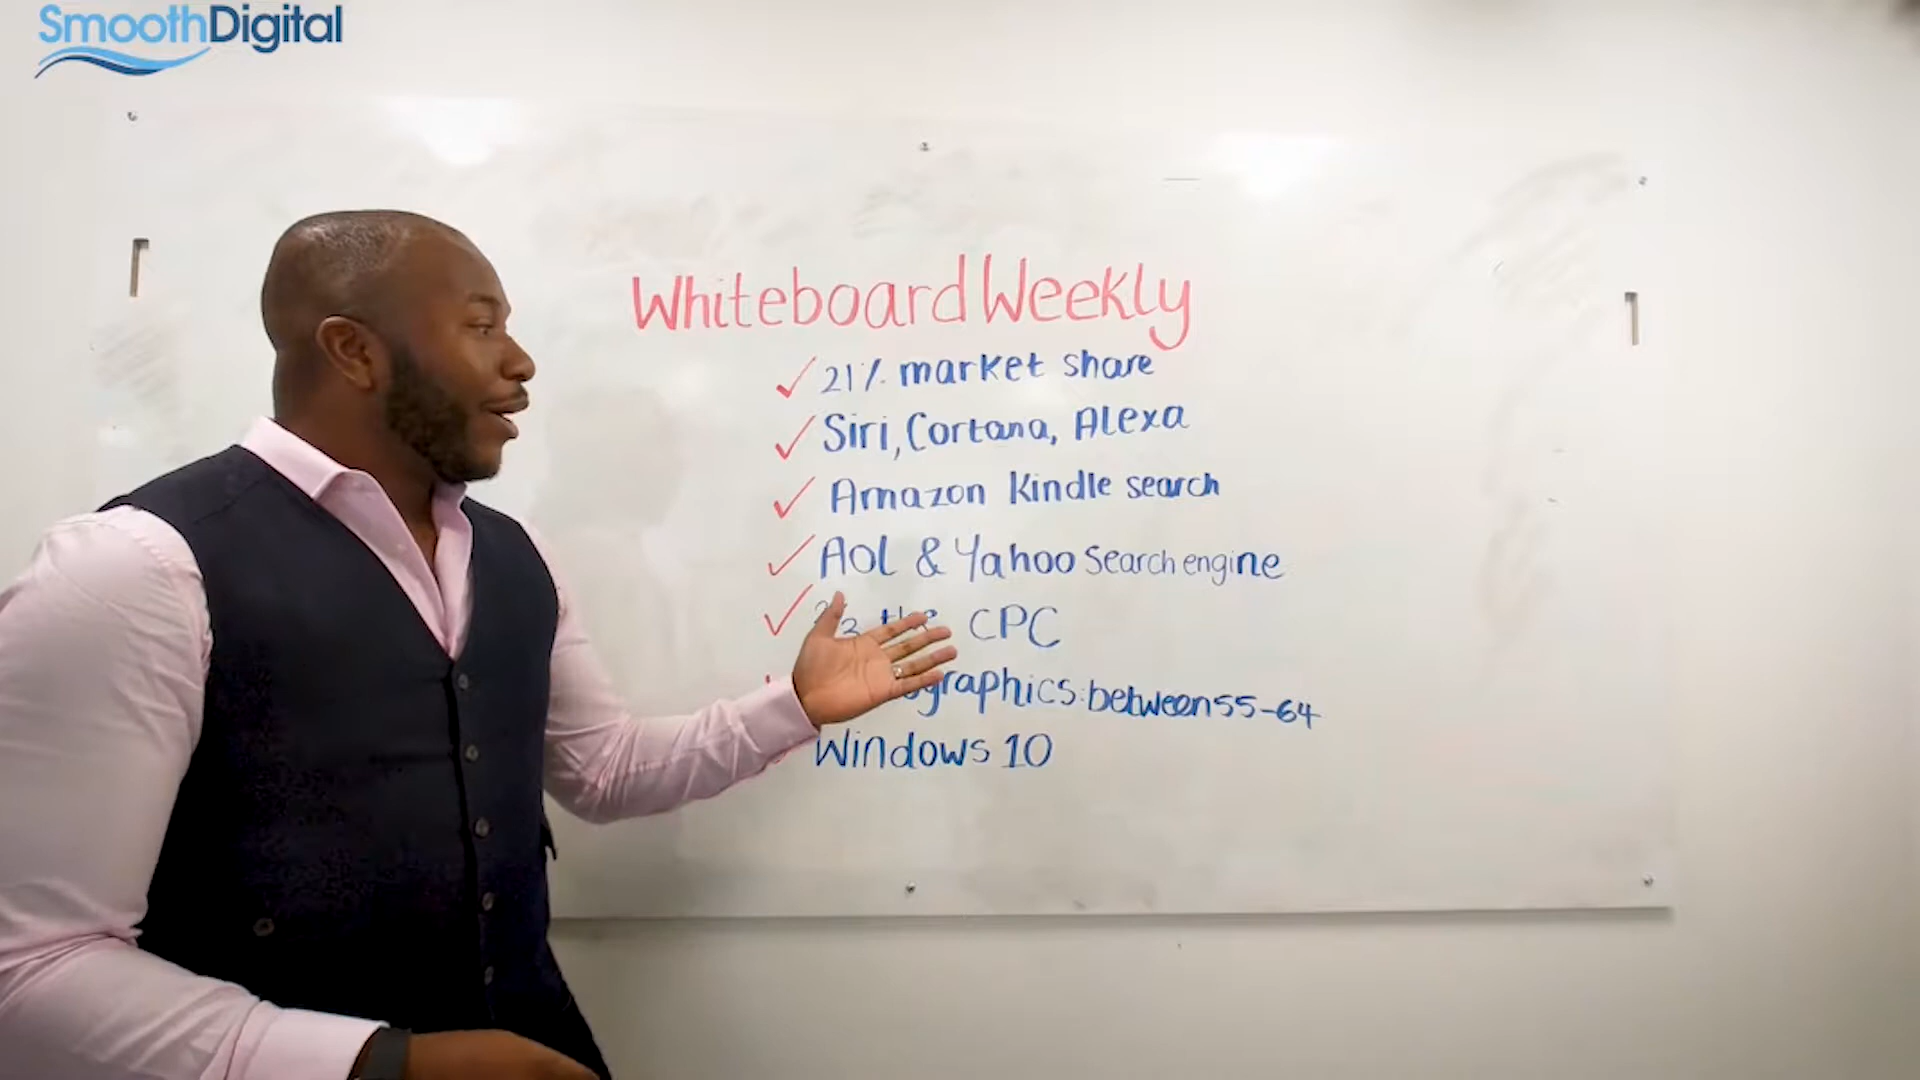 SmoothDigital
Whiteboard Weekly
21% market share
Siri, Cortana, Alexa
Amazon Kindle search
AOL & Yahoo Search engine
the CPC
between 55-64
Windows 10